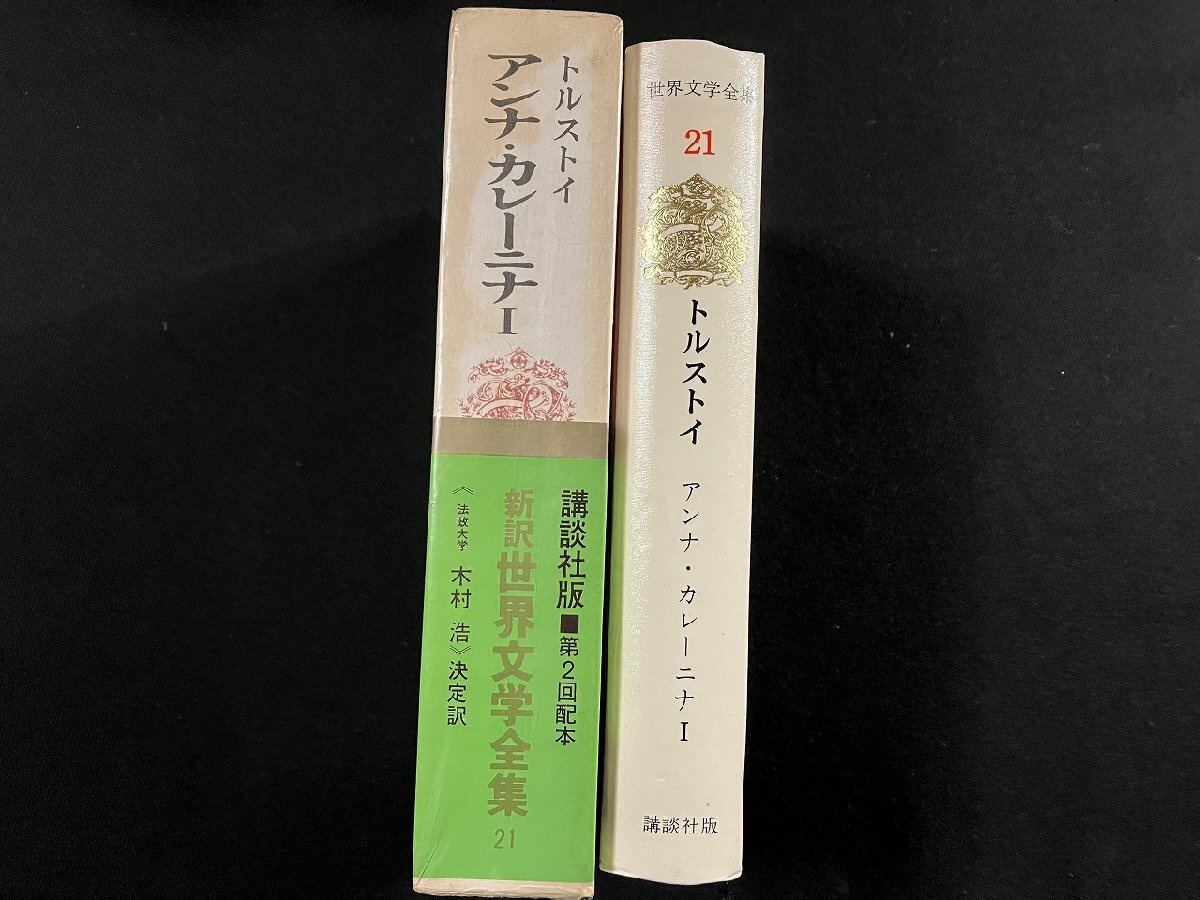 トルストイ
アンナ・カレーニナ I
講談社版■第2回配本
新訳世界文学全集
21
《法政大学 木村 浩》決定訳
世界文学全集
21
トルストイ
アンナ・カレーニナ I
講談社版